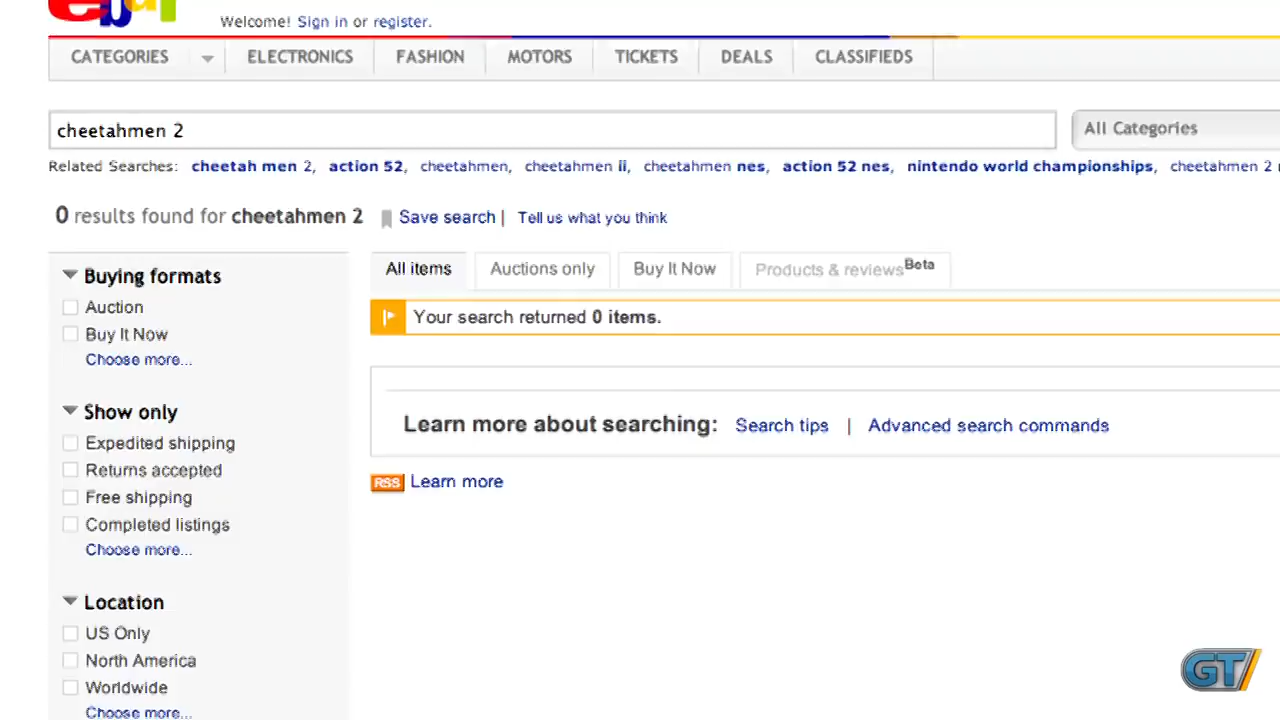 ebay
Welcome! Sign in or register.
CATEGORIES ELECTRONICS FASHION MOTORS TICKETS DEALS CLASSIFIEDS
cheetahmen 2 All Categories
Related Searches: cheetah men 2, action 52, cheetahmen, cheetahmen ii, cheetahmen nes, action 52 nes, nintendo world championships, cheetahmen 2
0 results found for cheetahmen 2 Save search | Tell us what you think
Buying formats
Auction
Buy It Now
Choose more...
Show only
Expedited shipping
Returns accepted
Free shipping
Completed listings
Choose more...
Location
US Only
North America
Worldwide
Choose more...
All items Auctions only Buy It Now Products & reviews Beta
Your search returned 0 items.
Learn more about searching: Search tips | Advanced search commands
RSS Learn more
GT